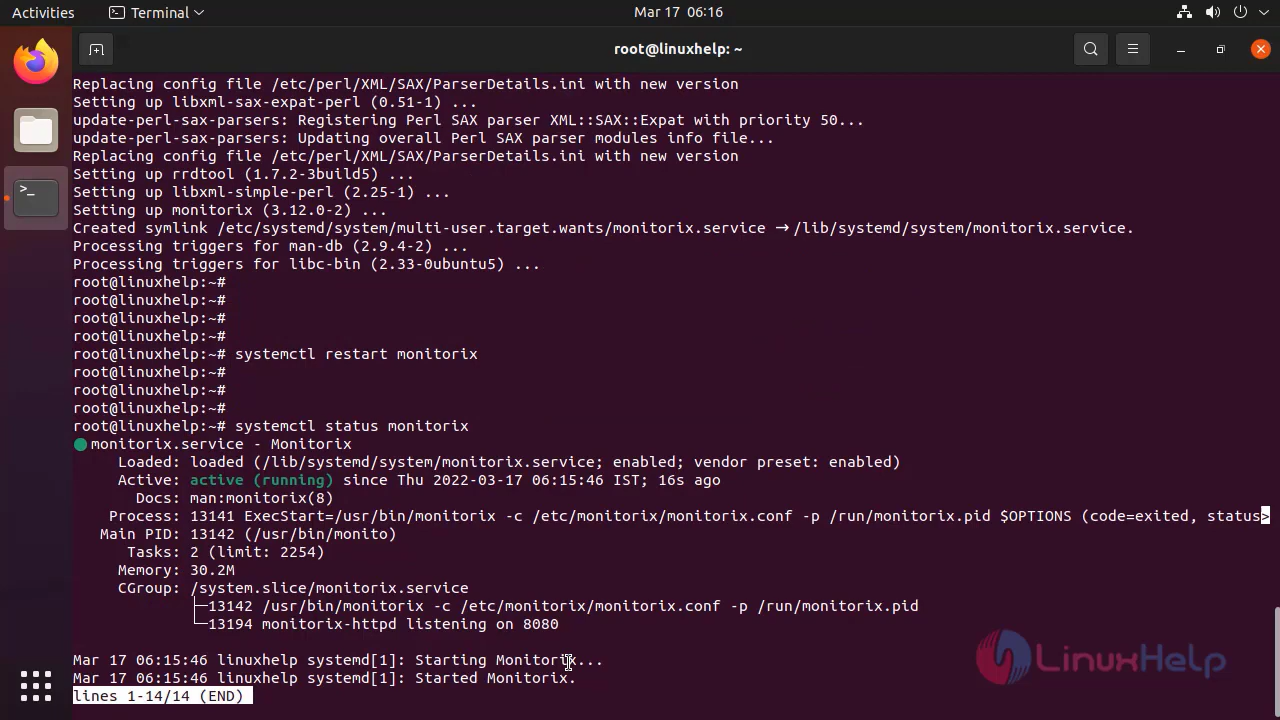 Activities
Terminal
Mar 17 06:16
root@linuxhelp: ~
Replacing config file /etc/perl/XML/SAX/ParserDetails.ini with new version
Setting up libxml-sax-expat-perl (0.51-1) ...
update-perl-sax-parsers: Registering Perl SAX parser XML::SAX::Expat with priority 50...
update-perl-sax-parsers: Updating overall Perl SAX parser modules info file...
Replacing config file /etc/perl/XML/SAX/ParserDetails.ini with new version
Setting up rrdtool (1.7.2-3build5) ...
Setting up libxml-simple-perl (2.25-1) ...
Setting up monitorix (3.12.0-2) ...
Created symlink /etc/systemd/system/multi-user.target.wants/monitorix.service → /lib/systemd/system/monitorix.service.
Processing triggers for man-db (2.9.4-2) ...
Processing triggers for libc-bin (2.33-0ubuntu5) ...
root@linuxhelp:~#
root@linuxhelp:~#
root@linuxhelp:~#
root@linuxhelp:~#
root@linuxhelp:~# systemctl restart monitorix
root@linuxhelp:~#
root@linuxhelp:~#
root@linuxhelp:~#
root@linuxhelp:~# systemctl status monitorix
● monitorix.service - Monitorix
Loaded: loaded (/lib/systemd/system/monitorix.service; enabled; vendor preset: enabled)
Active: active (running) since Thu 2022-03-17 06:15:46 IST; 16s ago
Docs: man:monitorix(8)
Process: 13141 ExecStart=/usr/bin/monitorix -c /etc/monitorix/monitorix.conf -p /run/monitorix.pid $OPTIONS (code=exited, status>
Main PID: 13142 (/usr/bin/monito)
Tasks: 2 (limit: 2254)
Memory: 30.2M
CGroup: /system.slice/monitorix.service
├─13142 /usr/bin/monitorix -c /etc/monitorix/monitorix.conf -p /run/monitorix.pid
└─13194 monitorix-httpd listening on 8080
Mar 17 06:15:46 linuxhelp systemd[1]: Starting Monitorix...
Mar 17 06:15:46 linuxhelp systemd[1]: Started Monitorix.
lines 1-14/14 (END)
LinuxHelp